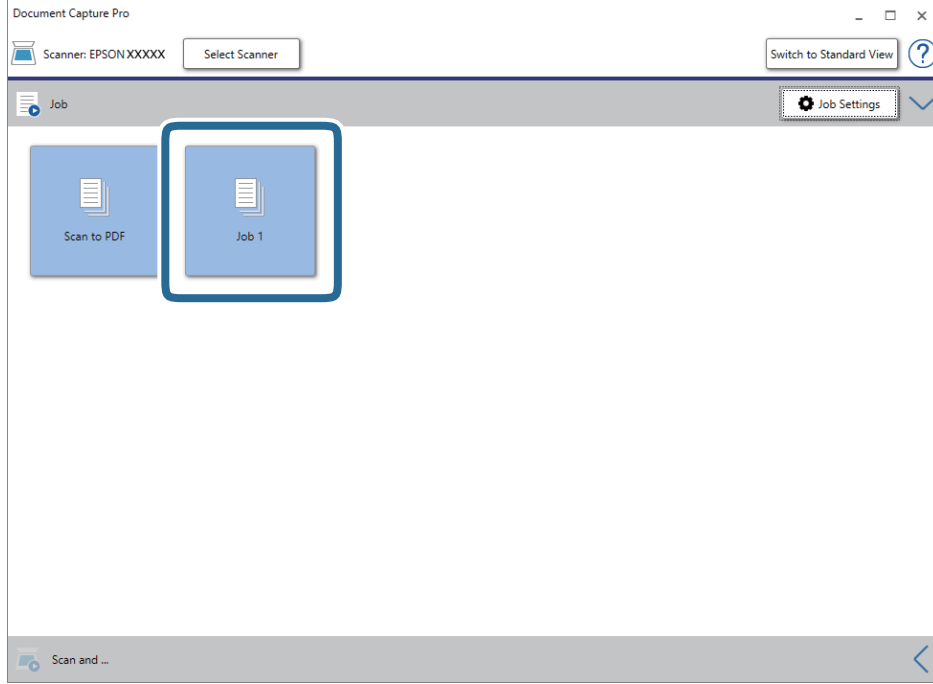 Document Capture Pro
Scanner: EPSON XXXXX
Select Scanner
Switch to Standard View
?
Job
Job Settings
Scan to PDF
Job 1
Scan and ...